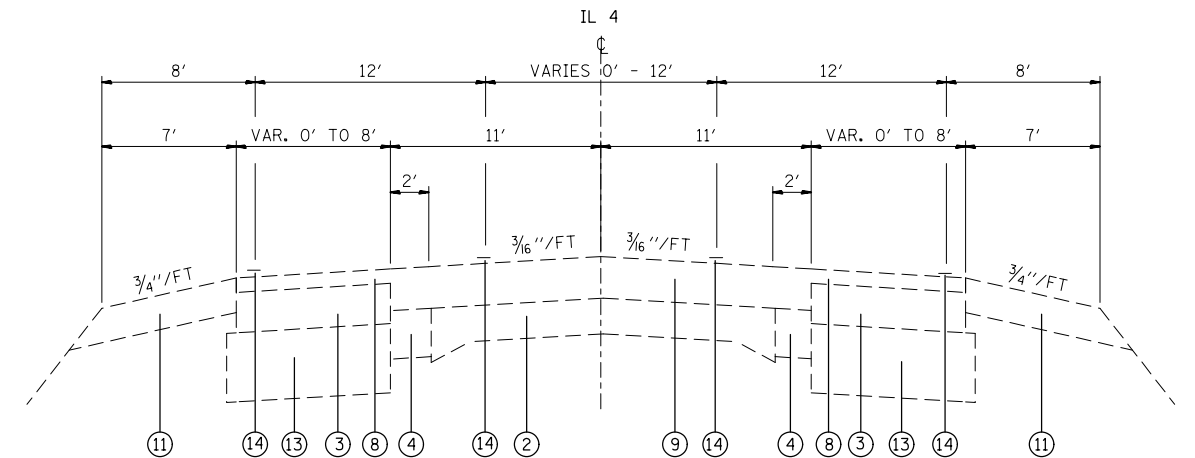 IL 4
℄
8' 12' VARIES 0' - 12' 12' 8'
7' VAR. 0' TO 8' 11' 11' VAR. 0' TO 8' 7'
2' 2'
3/4"/FT 3/16"/FT 3/16"/FT 3/4"/FT
11 14 13 3 8 4 14 2 9 14 4 8 3 13 14 11